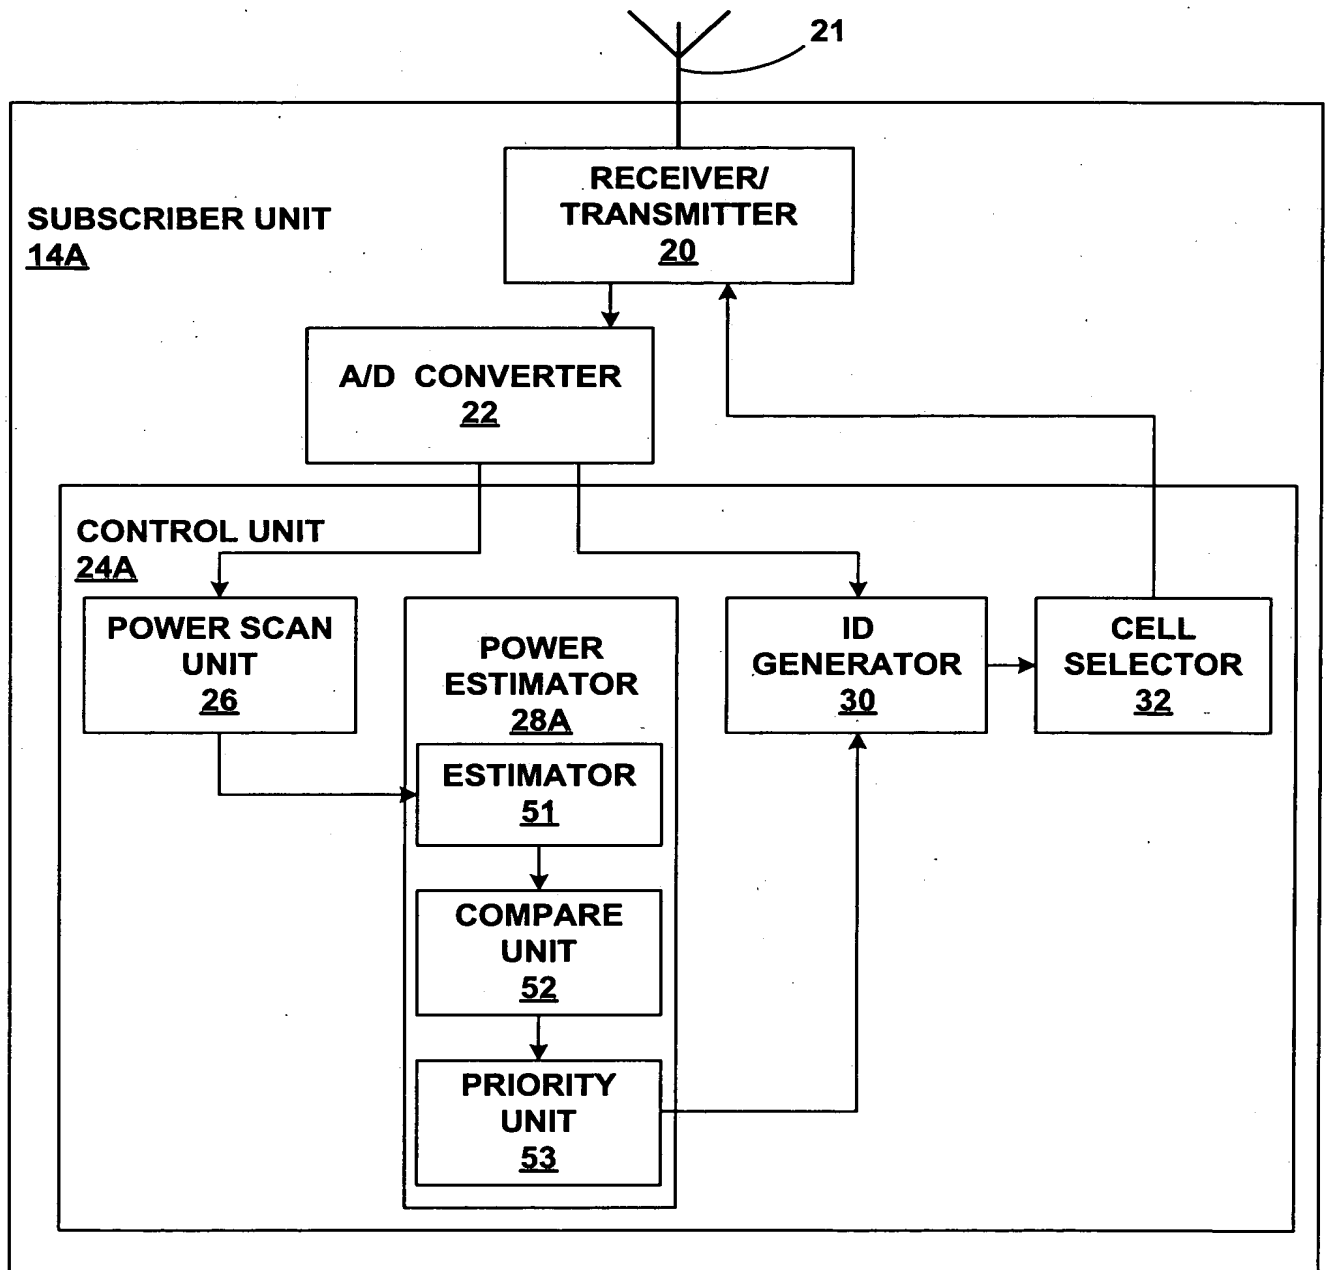 21
RECEIVER/
TRANSMITTER
20
SUBSCRIBER UNIT
14A
A/D CONVERTER
22
CONTROL UNIT
24A
POWER SCAN
UNIT
26
POWER
ESTIMATOR
28A
ESTIMATOR
51
COMPARE
UNIT
52
PRIORITY
UNIT
53
ID
GENERATOR
30
CELL
SELECTOR
32